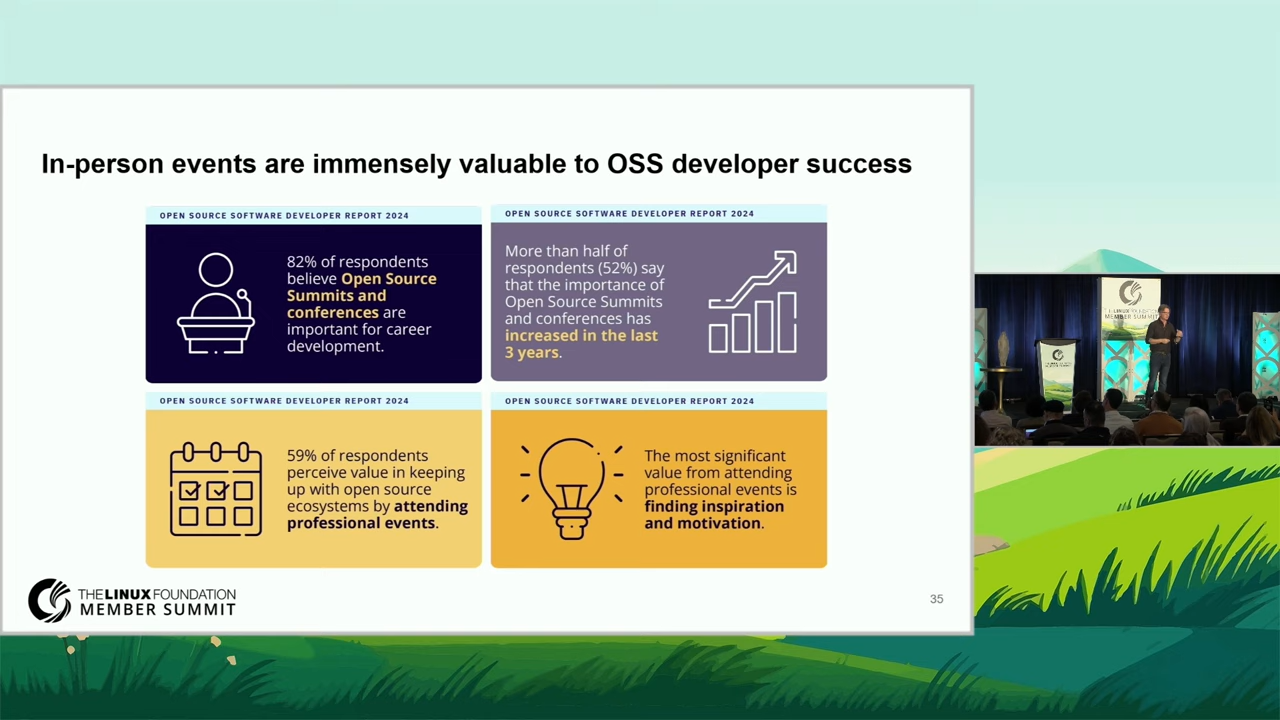 In-person events are immensely valuable to OSS developer success
OPEN SOURCE SOFTWARE DEVELOPER REPORT 2024
82% of respondents
believe Open Source
Summits and
conferences are
important for career
development.
OPEN SOURCE SOFTWARE DEVELOPER REPORT 2024
More than half of
respondents (52%) say
that the importance of
Open Source Summits
and conferences has
increased in the last
3 years.
OPEN SOURCE SOFTWARE DEVELOPER REPORT 2024
59% of respondents
perceive value in keeping
up with open source
ecosystems by attending
professional events.
OPEN SOURCE SOFTWARE DEVELOPER REPORT 2024
The most significant
value from attending
professional events is
finding inspiration
and motivation.
THE LINUX FOUNDATION
MEMBER SUMMIT
35
THE LINUX FOUNDATION
MEMBER SUMMIT